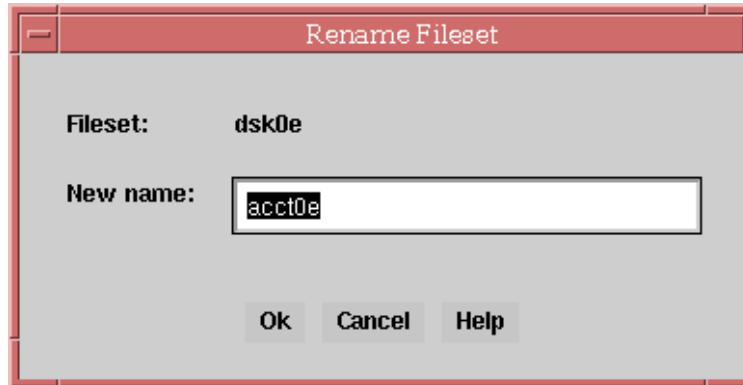 Rename Fileset
Fileset: dsk0e
New name: acct0e
Ok Cancel Help